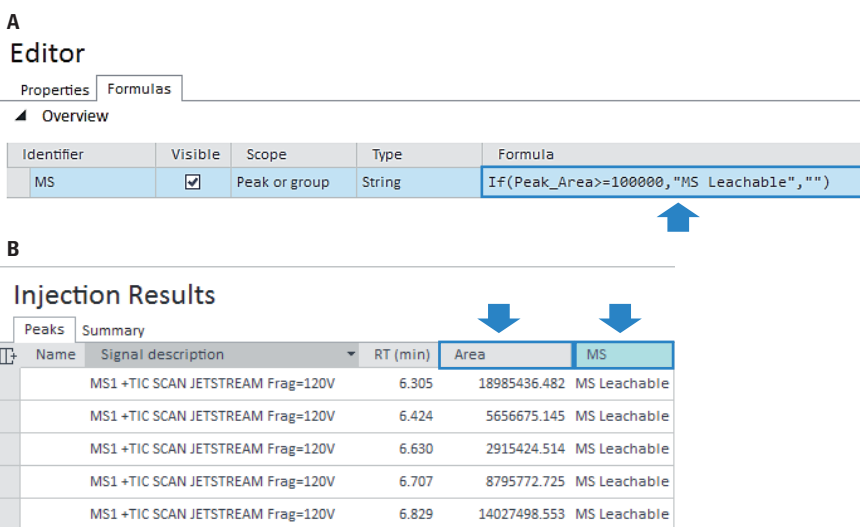 A
Editor
Properties Formulas
Overview
Identifier Visible Scope Type Formula
MS Peak or group String If(Peak_Area>=100000,"MS Leachable","")
B
Injection Results
Peaks Summary
Name Signal description RT (min) Area MS
MS1 +TIC SCAN JETSTREAM Frag=120V 6.305 18985436.482 MS Leachable
MS1 +TIC SCAN JETSTREAM Frag=120V 6.424 5656675.145 MS Leachable
MS1 +TIC SCAN JETSTREAM Frag=120V 6.630 2915424.514 MS Leachable
MS1 +TIC SCAN JETSTREAM Frag=120V 6.707 8795772.725 MS Leachable
MS1 +TIC SCAN JETSTREAM Frag=120V 6.829 14027498.553 MS Leachable